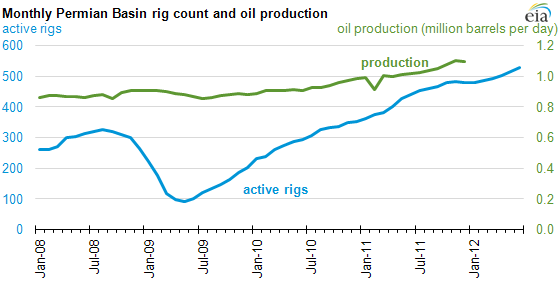 Monthly Permian Basin rig count and oil production
eia
active rigs
oil production (million barrels per day)
600
500
400
300
200
100
0
1.2
1.0
0.8
0.6
0.4
0.2
0.0
production
active rigs
Jan-08
Jul-08
Jan-09
Jul-09
Jan-10
Jul-10
Jan-11
Jul-11
Jan-12